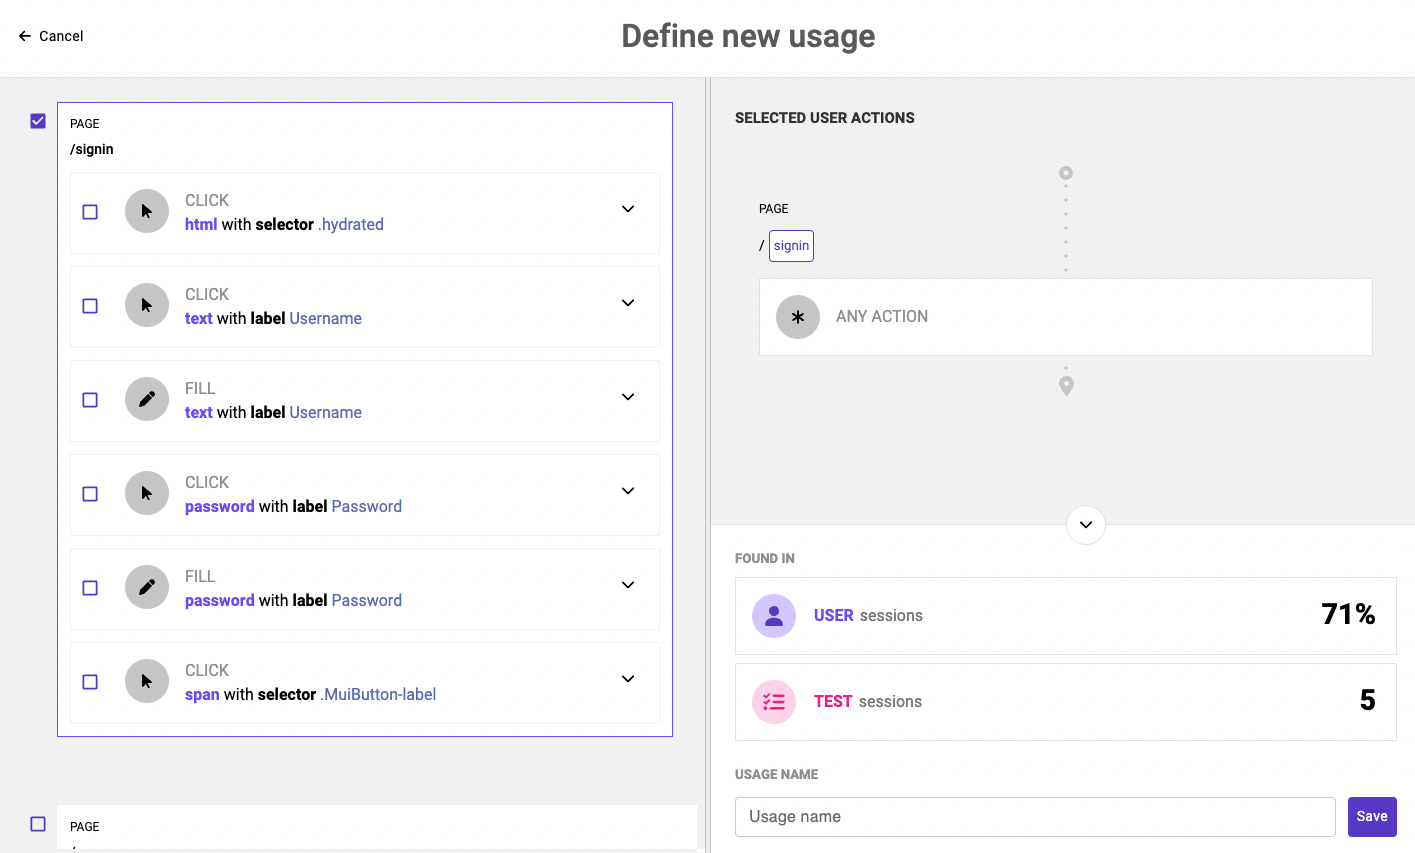 Cancel
Define new usage
PAGE
/signin
CLICK
html with selector .hydrated
CLICK
text with label Username
FILL
text with label Username
CLICK
password with label Password
FILL
password with label Password
CLICK
span with selector .MuiButton-label
PAGE
SELECTED USER ACTIONS
PAGE
/ signin
ANY ACTION
FOUND IN
USER sessions 71%
TEST sessions 5
USAGE NAME
Usage name
Save